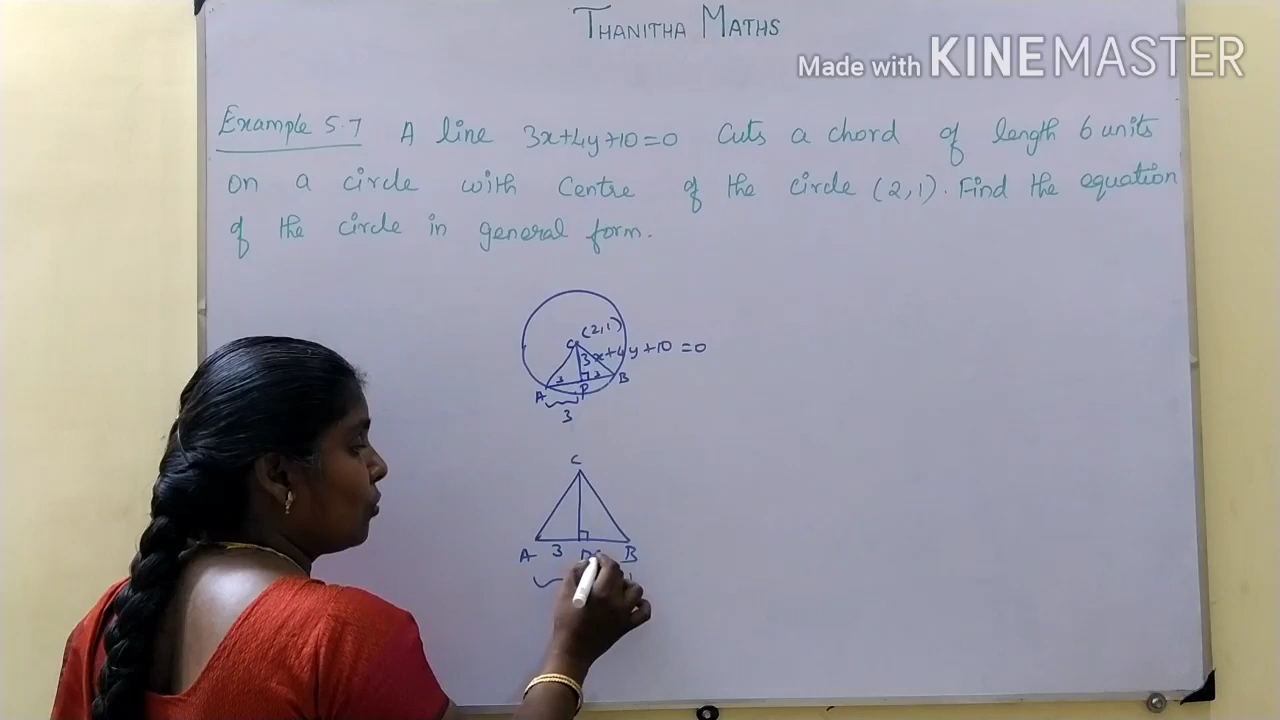 THANITHA MATHS
Made with KINEMASTER
Example 5.7 A line 3x+4y+10=0 Cuts a chord of length 6 units
on a circle with Centre of the circle (2,1). Find the equation
of the circle in general form.
(2,1)
C
3x+4y+10=0
3 3
A P B
3
C
A 3 B